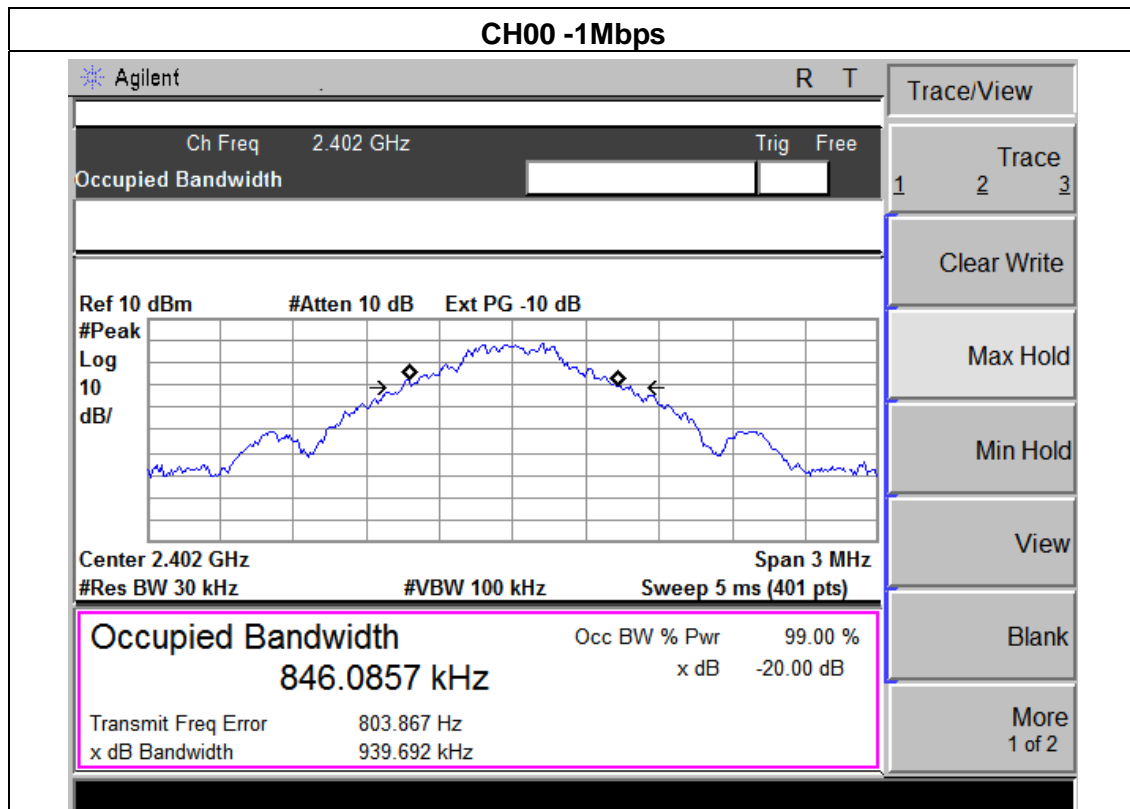 CH00 -1Mbps
Agilent R T
Trace/View
Ch Freq 2.402 GHz Trig Free
Occupied Bandwidth
Trace
1 2 3
Clear Write
Ref 10 dBm #Atten 10 dB Ext PG -10 dB
#Peak
Log
10
dB/
Max Hold
Min Hold
View
Center 2.402 GHz Span 3 MHz
#Res BW 30 kHz #VBW 100 kHz Sweep 5 ms (401 pts)
Occupied Bandwidth
846.0857 kHz
Occ BW % Pwr 99.00 %
x dB -20.00 dB
Transmit Freq Error 803.867 Hz
x dB Bandwidth 939.692 kHz
Blank
More
1 of 2